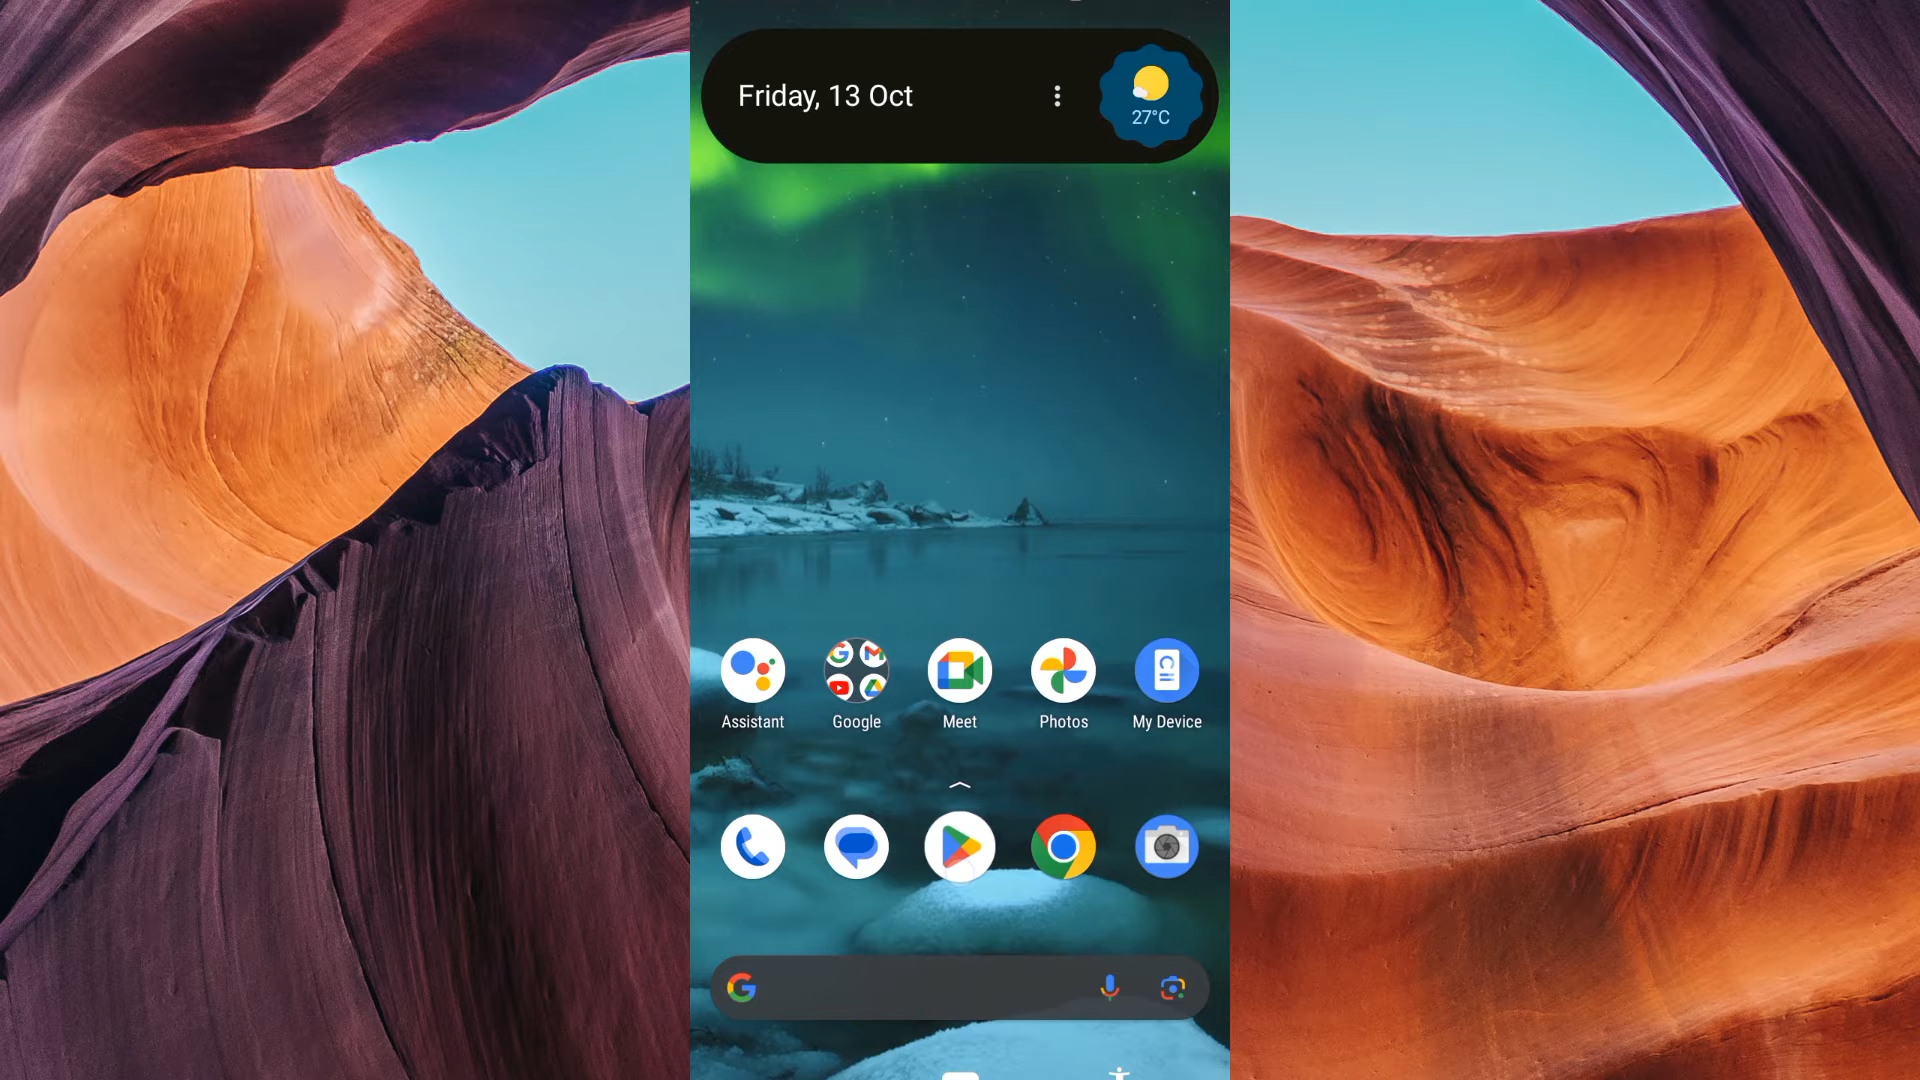 Friday, 13 Oct
27°C
Assistant
Google
Meet
Photos
My Device